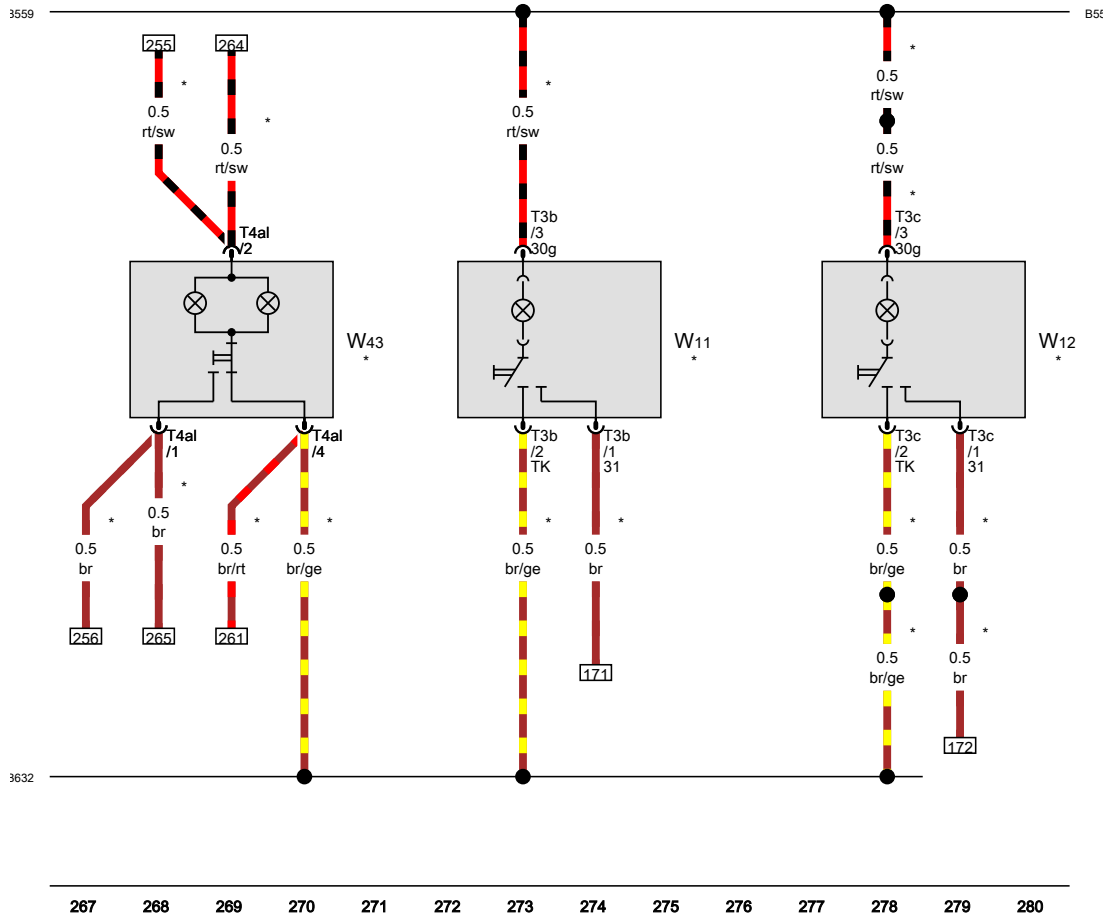 3559
B55
255
264
*
*
*
*
0.5
rt/sw
0.5
rt/sw
0.5
rt/sw
0.5
rt/sw
0.5
rt/sw
*
T4al
/2
T3b
/3
30g
T3c
/3
30g
W43
*
W11
*
W12
*
T4al
/1
T4al
/4
T3b
/2
TK
T3b
/1
31
T3c
/2
TK
T3c
/1
31
*
0.5
br
*
*
*
*
*
*
*
0.5
br
0.5
br/rt
0.5
br/ge
0.5
br/ge
0.5
br
0.5
br/ge
0.5
br
256
265
261
*
*
0.5
br/ge
0.5
br
171
172
3632
267 268 269 270 271 272 273 274 275 276 277 278 279 280